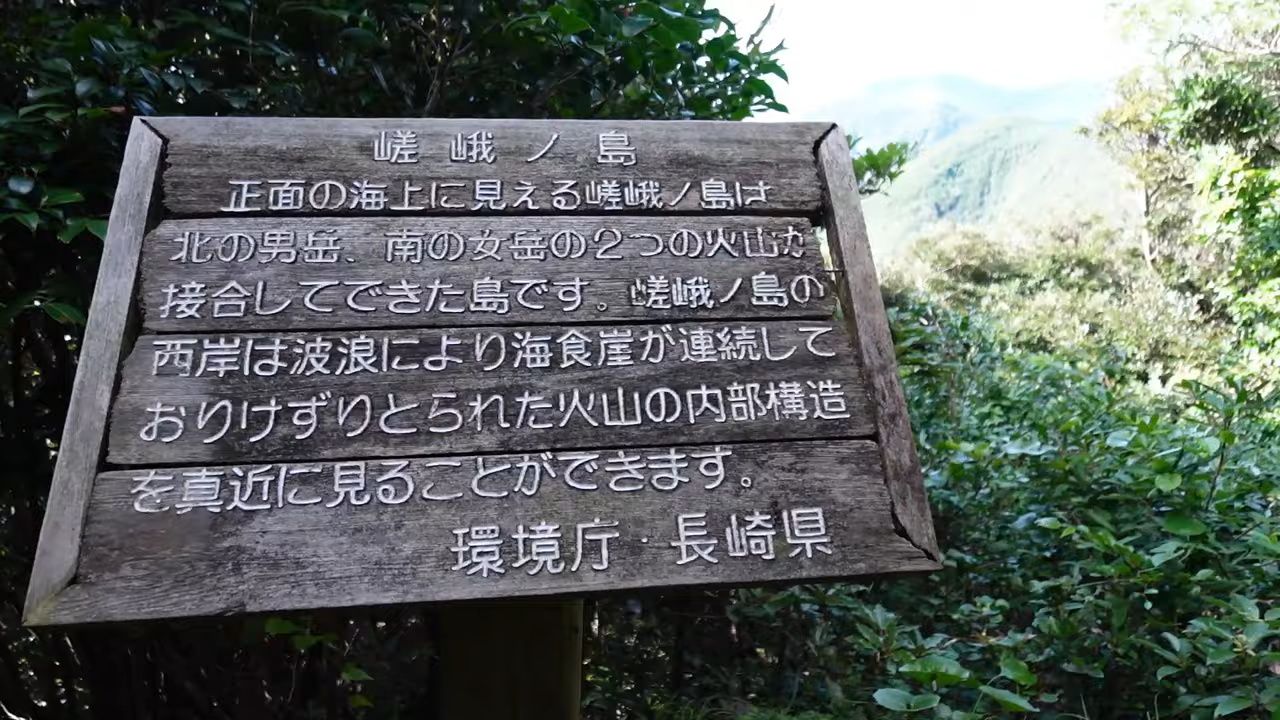 嵯峨ノ島
正面の海上に見える嵯峨ノ島は
北の男岳、南の女岳の2つの火山が
接合してできた島です。嵯峨ノ島の
西岸は波浪により海食崖が連続して
おりけずりとられた火山の内部構造
を真近に見ることができます。
環境庁・長崎県